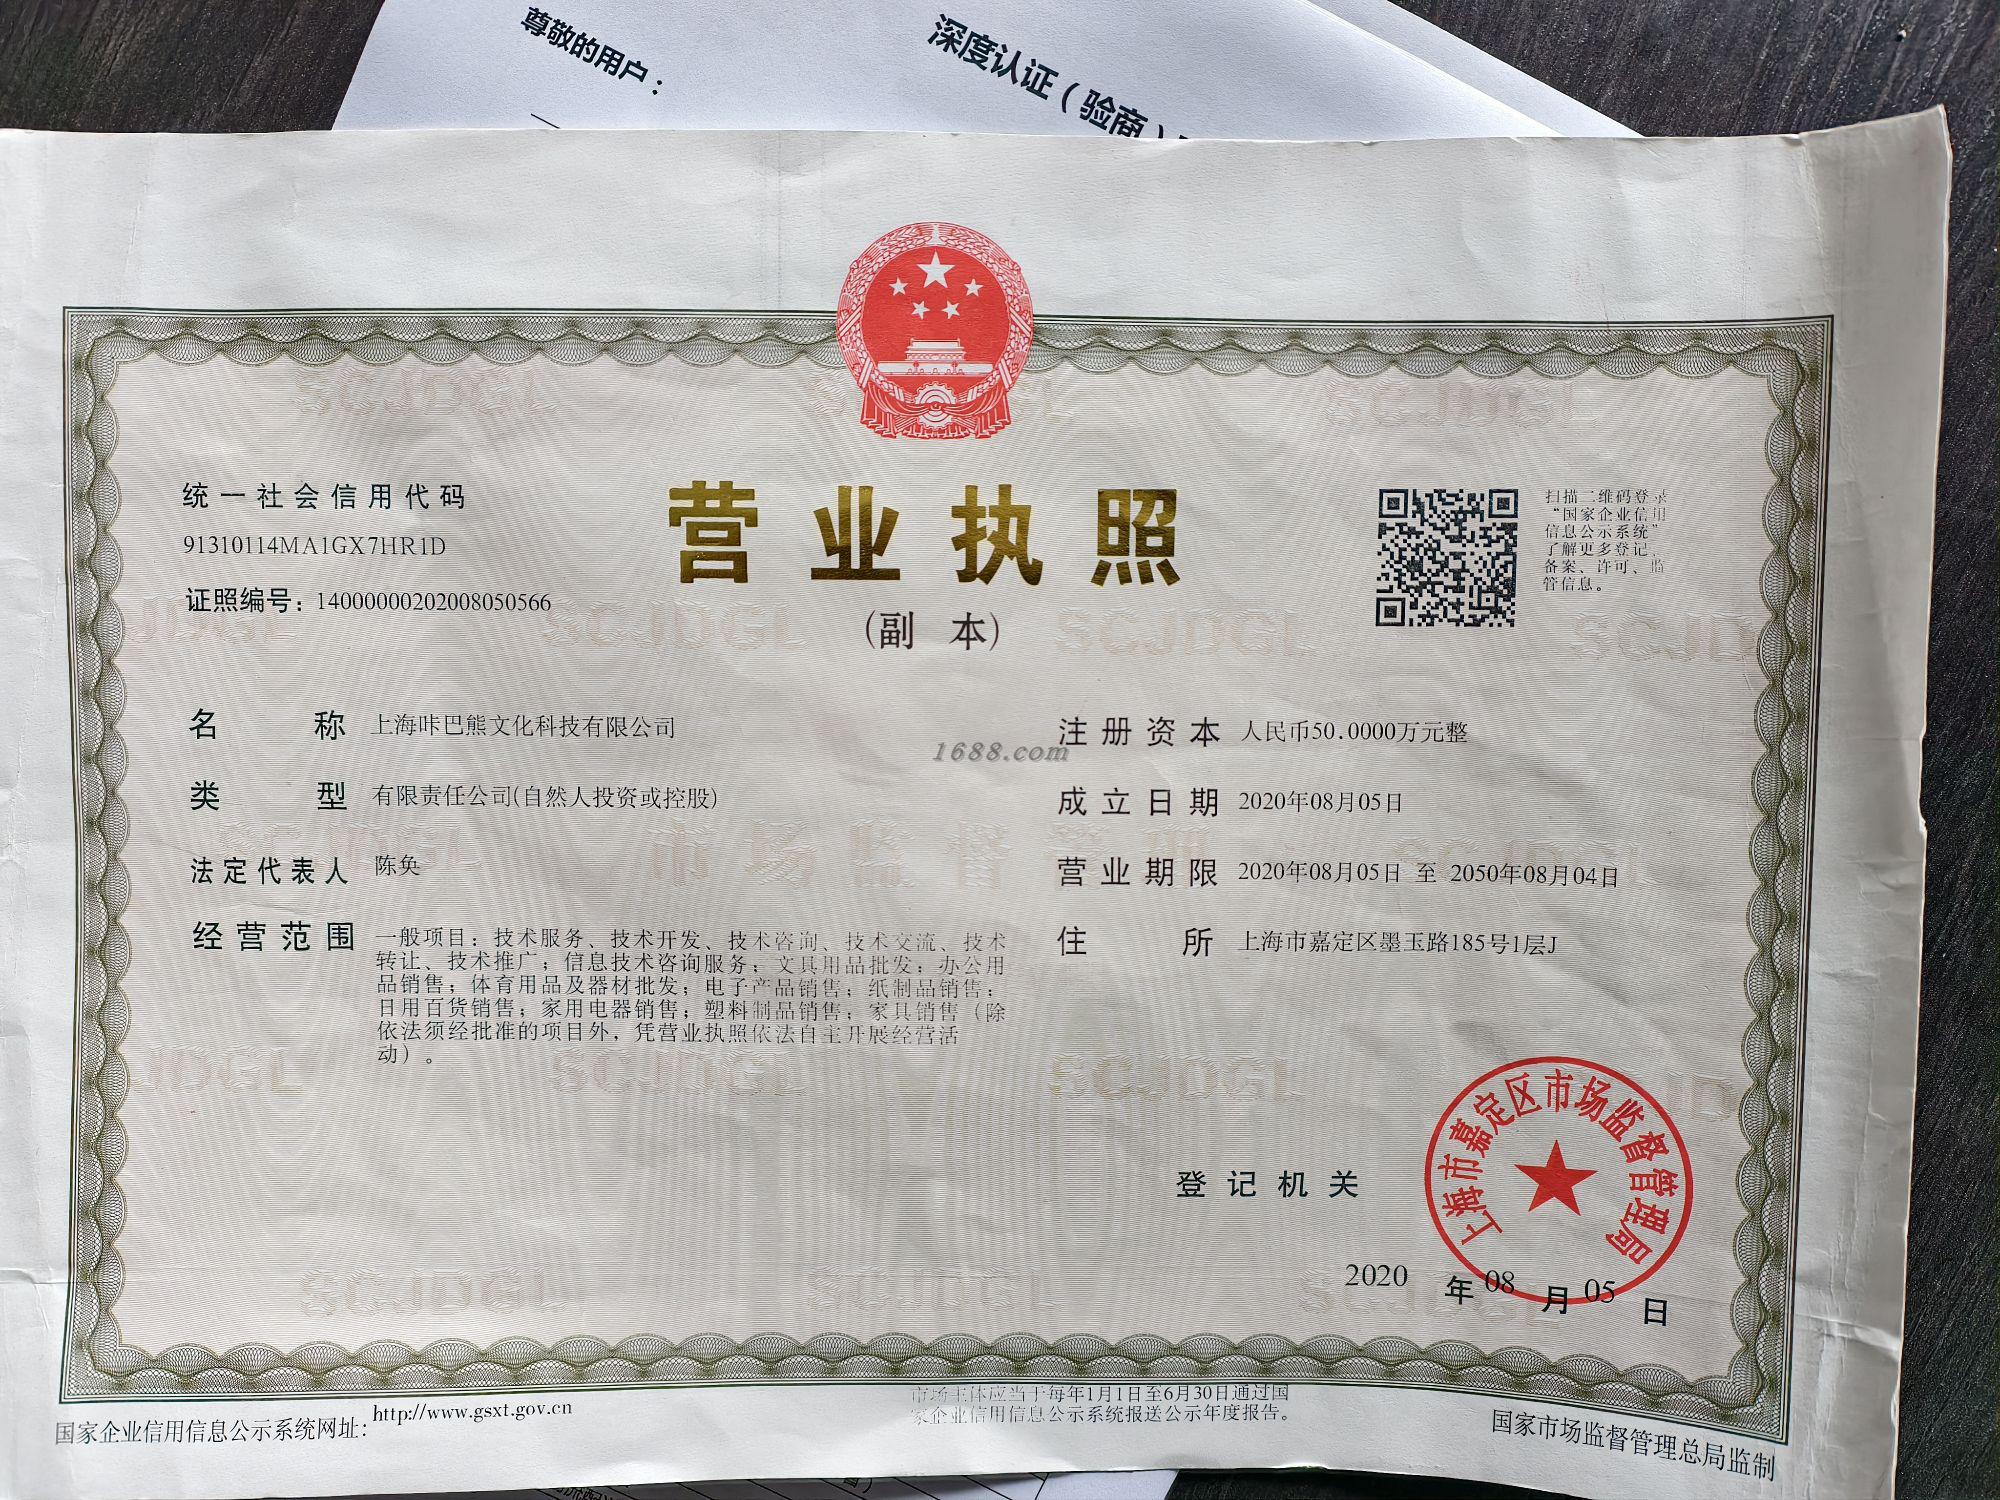 尊敬的用户：
深度认证（验商）
统一社会信用代码
91310114MA1GX7HR1D
证照编号：14000000202008050566
营业执照
（副 本）
扫描二维码登录
“国家企业信用
信息公示系统”
了解更多登记、
备案、许可、监
管信息。
名 称 上海咔巴熊文化科技有限公司
类 型 有限责任公司(自然人投资或控股)
法定代表人 陈奂
经营范围 一般项目：技术服务、技术开发、技术咨询、技术交流、技术
转让、技术推广；信息技术咨询服务；文具用品批发；办公用
品销售；体育用品及器材批发；电子产品销售；纸制品销售；
日用百货销售；家用电器销售；塑料制品销售；家具销售（除
依法须经批准的项目外，凭营业执照依法自主开展经营活
动）。
1688.com
注册资本 人民币50.0000万元整
成立日期 2020年08月05日
营业期限 2020年08月05日 至 2050年08月04日
住 所 上海市嘉定区墨玉路185号1层J
登记机关
上海市嘉定区市场监督管理局
2020 年 08 月 05 日
国家企业信用信息公示系统网址：http://www.gsxt.gov.cn
市场主体应当于每年1月1日至6月30日通过国
家企业信用信息公示系统报送公示年度报告。
国家市场监督管理总局监制